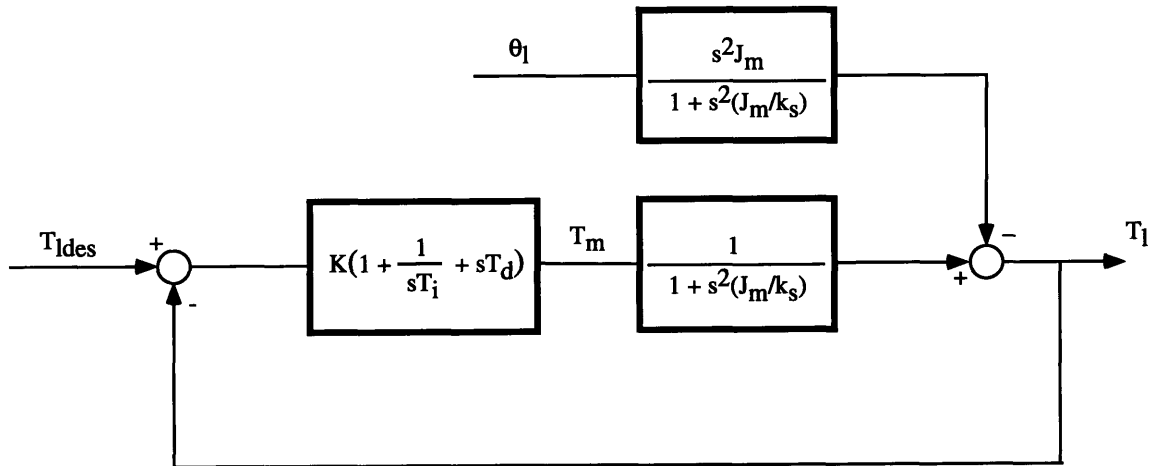 θl
s²Jm
1 + s²(Jm/ks)
Tldes
+
-
K(1 + 1/sTi + sTd)
Tm
1
1 + s²(Jm/ks)
+
−
Tl